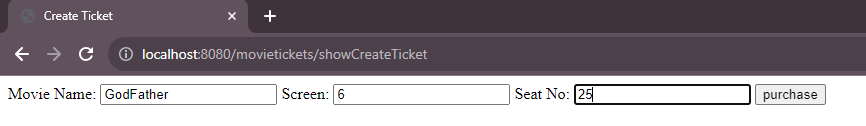 Create Ticket
localhost:8080/movietickets/showCreateTicket
Movie Name: GodFather Screen: 6 Seat No: 25 purchase